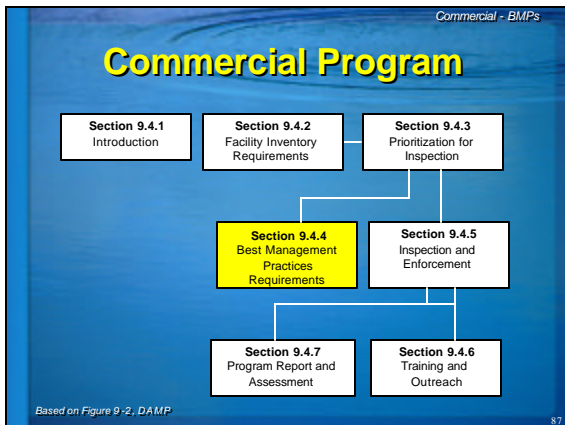 Commercial - BMPs
Commercial Program
Section 9.4.1
Introduction
Section 9.4.2
Facility Inventory
Requirements
Section 9.4.3
Prioritization for
Inspection
Section 9.4.4
Best Management
Practices
Requirements
Section 9.4.5
Inspection and
Enforcement
Section 9.4.7
Program Report and
Assessment
Section 9.4.6
Training and
Outreach
Based on Figure 9-2, DAMP
87